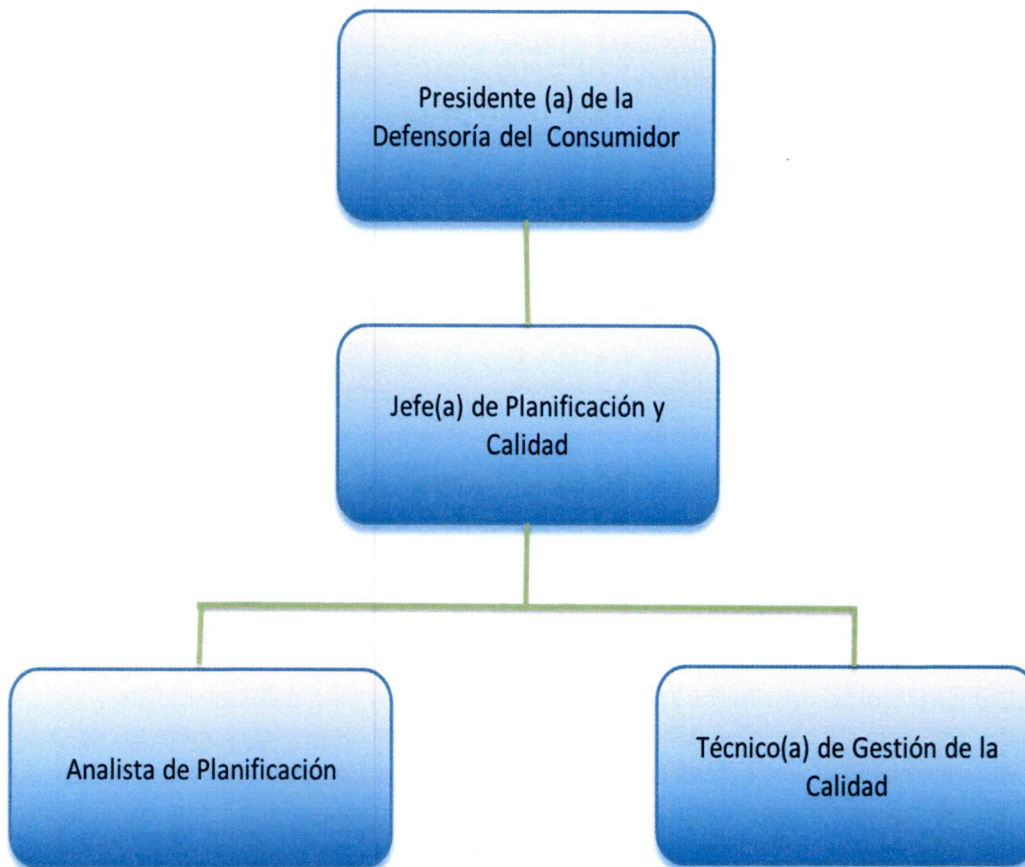 Presidente (a) de la
Defensoría del Consumidor
Jefe(a) de Planificación y
Calidad
Analista de Planificación
Técnico(a) de Gestión de la
Calidad